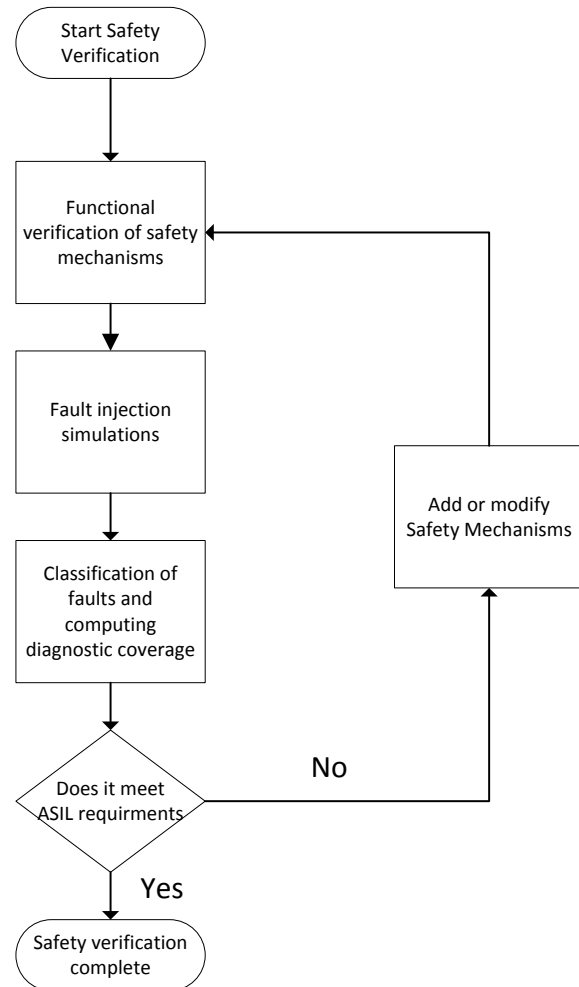 Start Safety
Verification
Functional
verification of safety
mechanisms
Fault injection
simulations
Add or modify
Safety Mechanisms
Classification of
faults and
computing
diagnostic coverage
No
Does it meet
ASIL requirments
Yes
Safety verification
complete